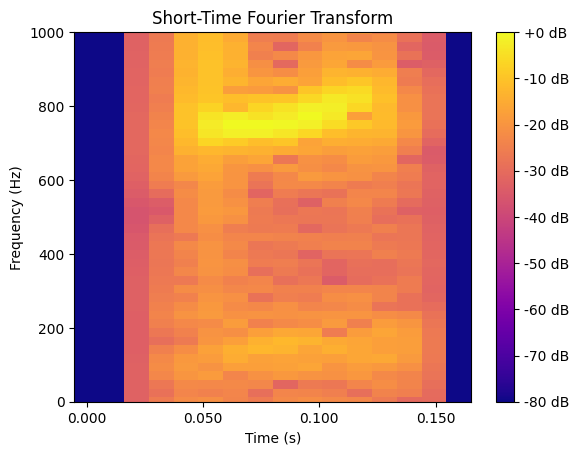 Short-Time Fourier Transform
Frequency (Hz)
1000
800
600
400
200
0
0.000 0.050 0.100 0.150
Time (s)
+0 dB
-10 dB
-20 dB
-30 dB
-40 dB
-50 dB
-60 dB
-70 dB
-80 dB